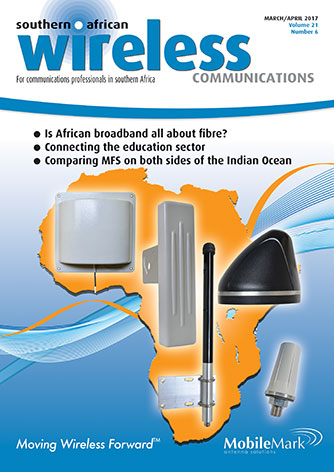 southern african
MARCH/APRIL 2017
Volume 21
Number 6
wireless
For communications professionals in southern Africa
COMMUNICATIONS
● Is African broadband all about fibre?
● Connecting the education sector
● Comparing MFS on both sides of the Indian Ocean
Moving Wireless Forward™
MobileMark
antenna solutions